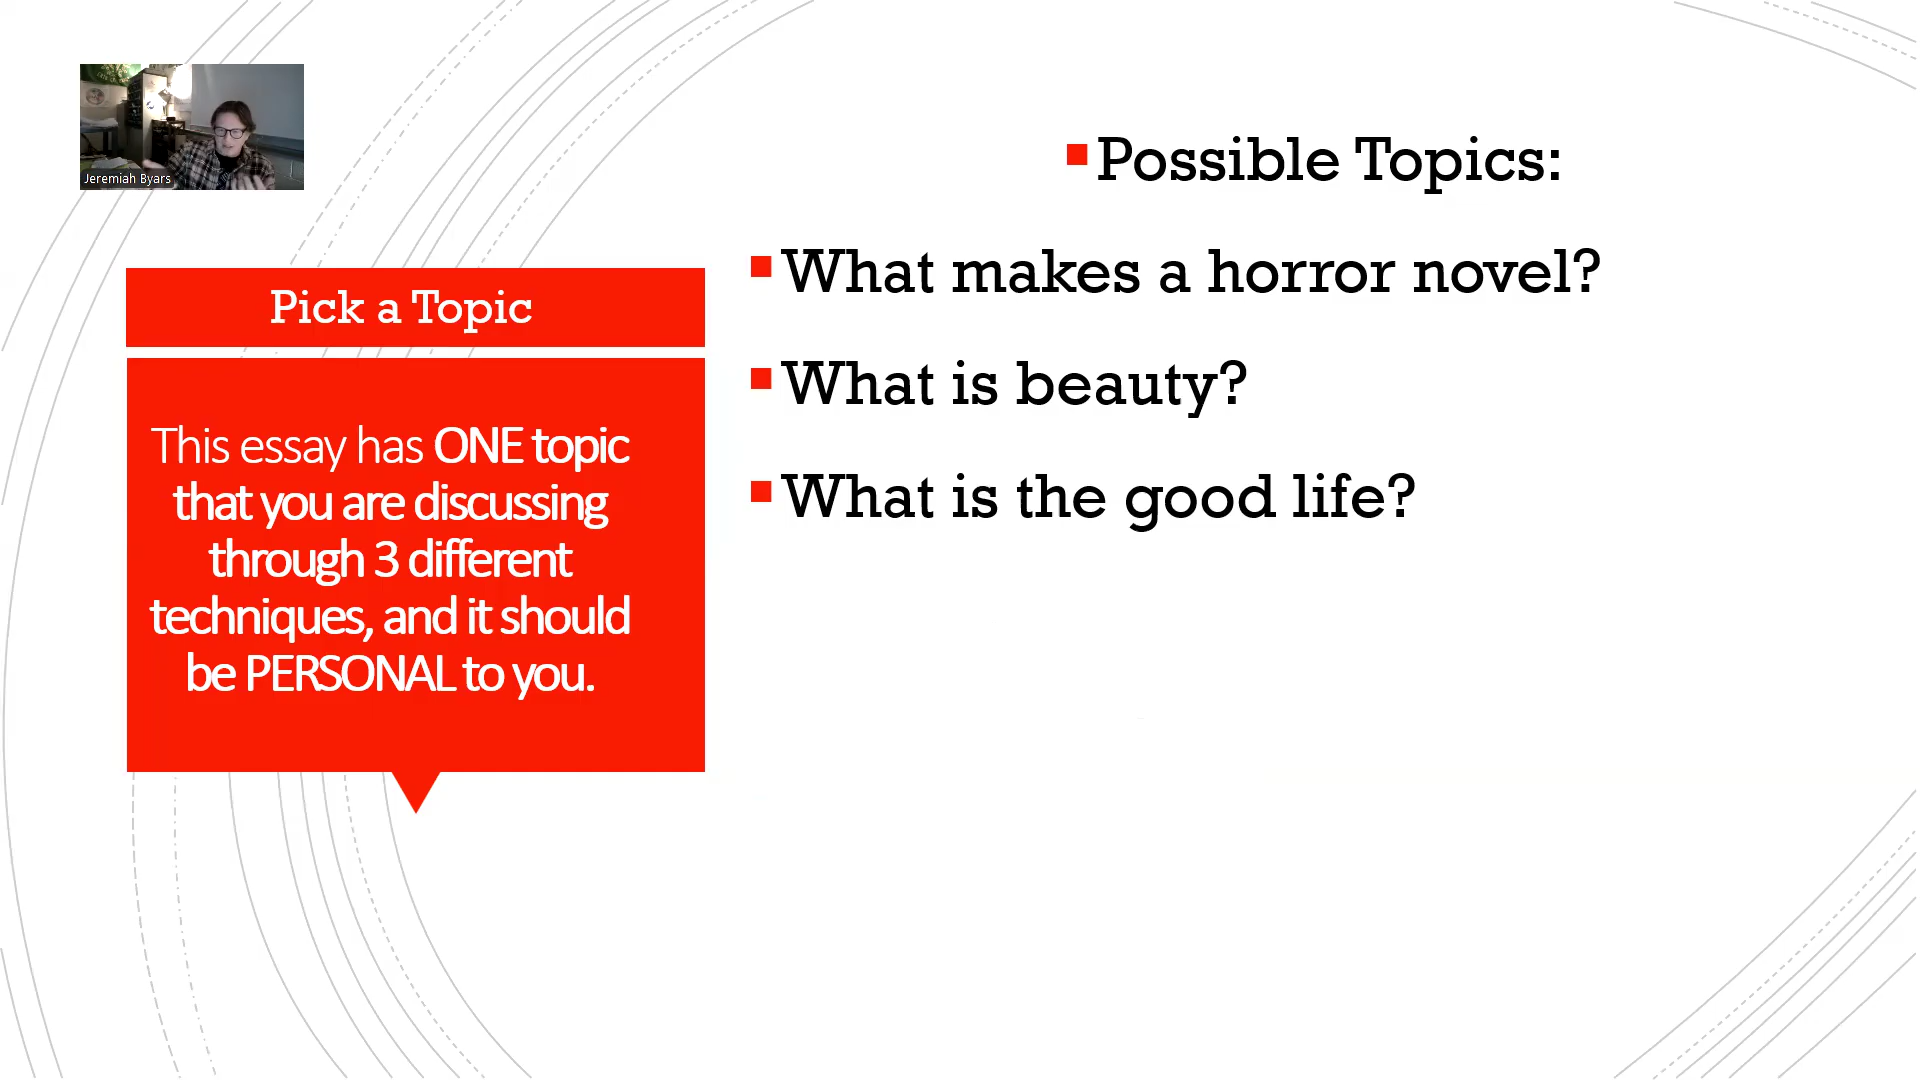 Jeremiah Byars
Pick a Topic
This essay has ONE topic
that you are discussing
through 3 different
techniques, and it should
be PERSONAL to you.
Possible Topics:
What makes a horror novel?
What is beauty?
What is the good life?